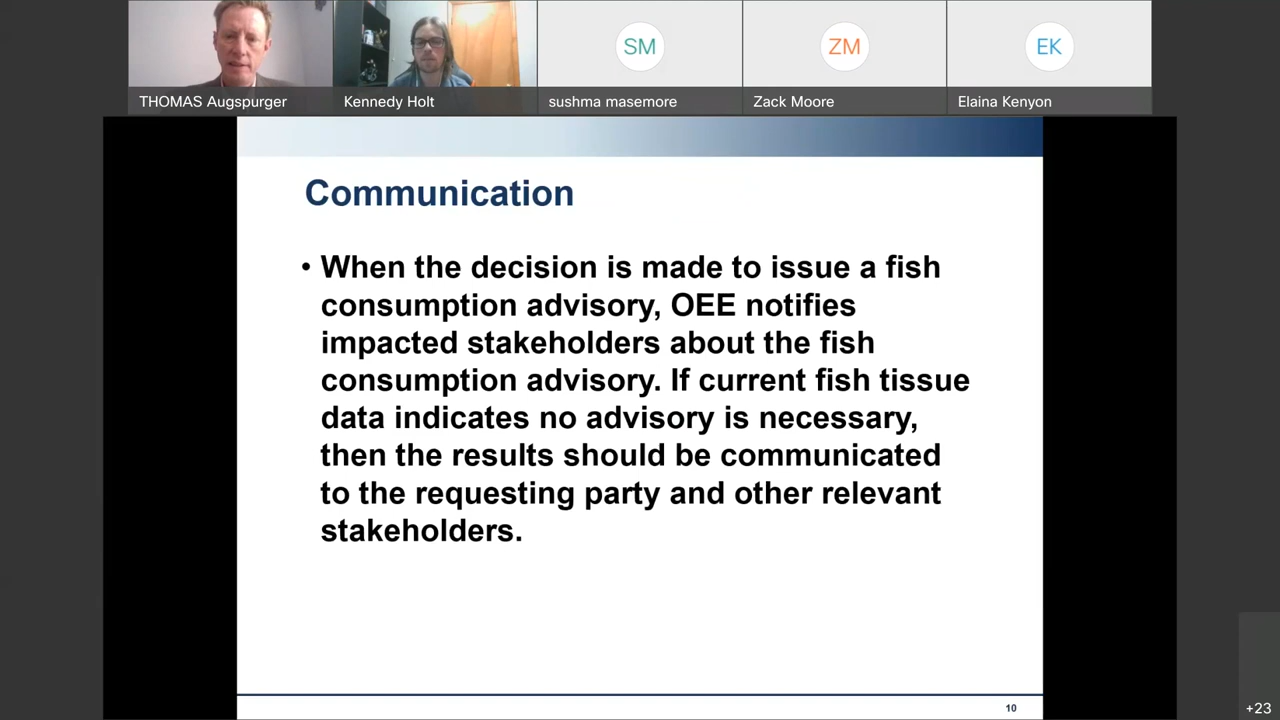 SM
ZM
EK
THOMAS Augspurger
Kennedy Holt
sushma masemore
Zack Moore
Elaina Kenyon
Communication
• When the decision is made to issue a fish
consumption advisory, OEE notifies
impacted stakeholders about the fish
consumption advisory. If current fish tissue
data indicates no advisory is necessary,
then the results should be communicated
to the requesting party and other relevant
stakeholders.
10
+23